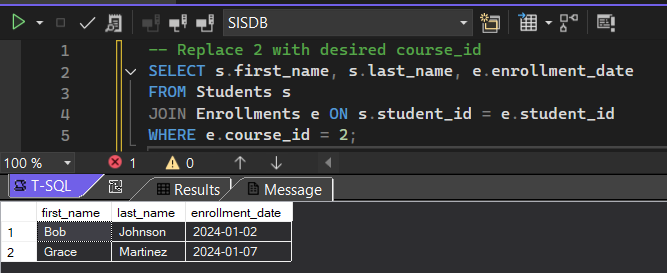 SISDB
1 -- Replace 2 with desired course_id
2 SELECT s.first_name, s.last_name, e.enrollment_date
3 FROM Students s
4 JOIN Enrollments e ON s.student_id = e.student_id
5 WHERE e.course_id = 2;
100 % 1 0
T-SQL Results Message
first_name last_name enrollment_date
1 Bob Johnson 2024-01-02
2 Grace Martinez 2024-01-07